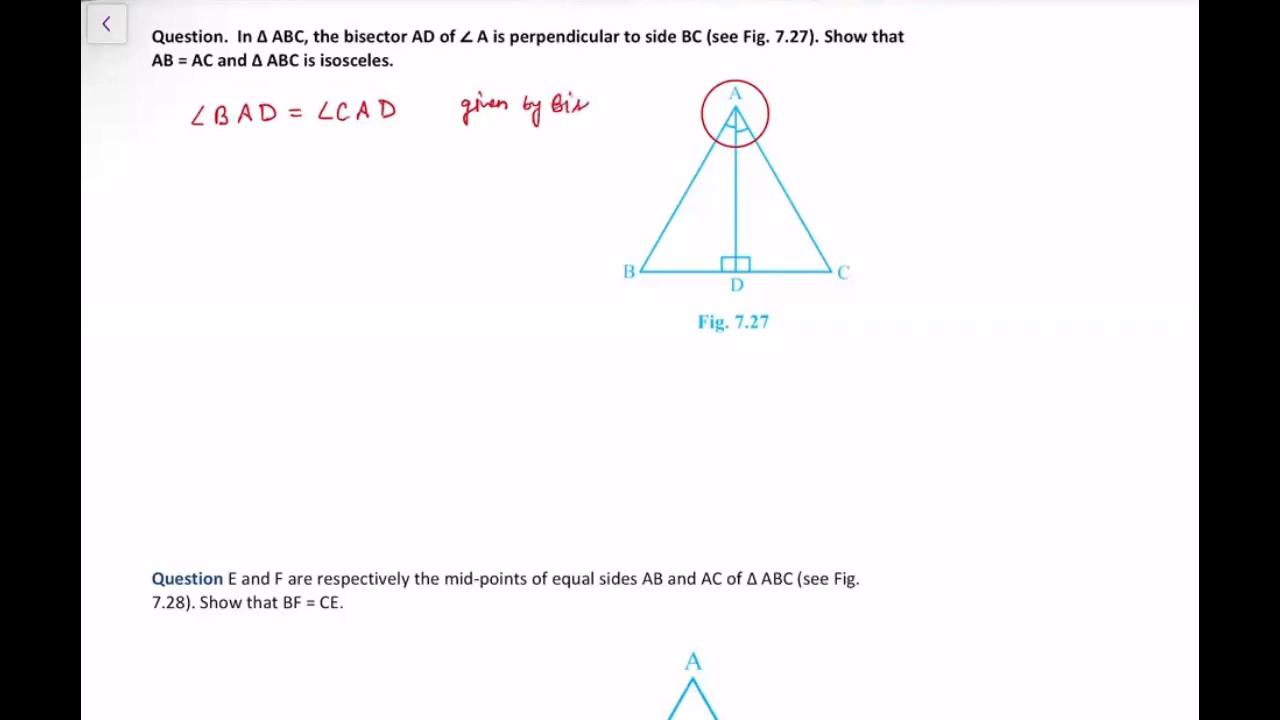 Question. In Δ ABC, the bisector AD of ∠ A is perpendicular to side BC (see Fig. 7.27). Show that
AB = AC and Δ ABC is isosceles.
∠BAD = ∠CAD given by Bis
A
B
C
D
Fig. 7.27
Question E and F are respectively the mid-points of equal sides AB and AC of Δ ABC (see Fig.
7.28). Show that BF = CE.
A